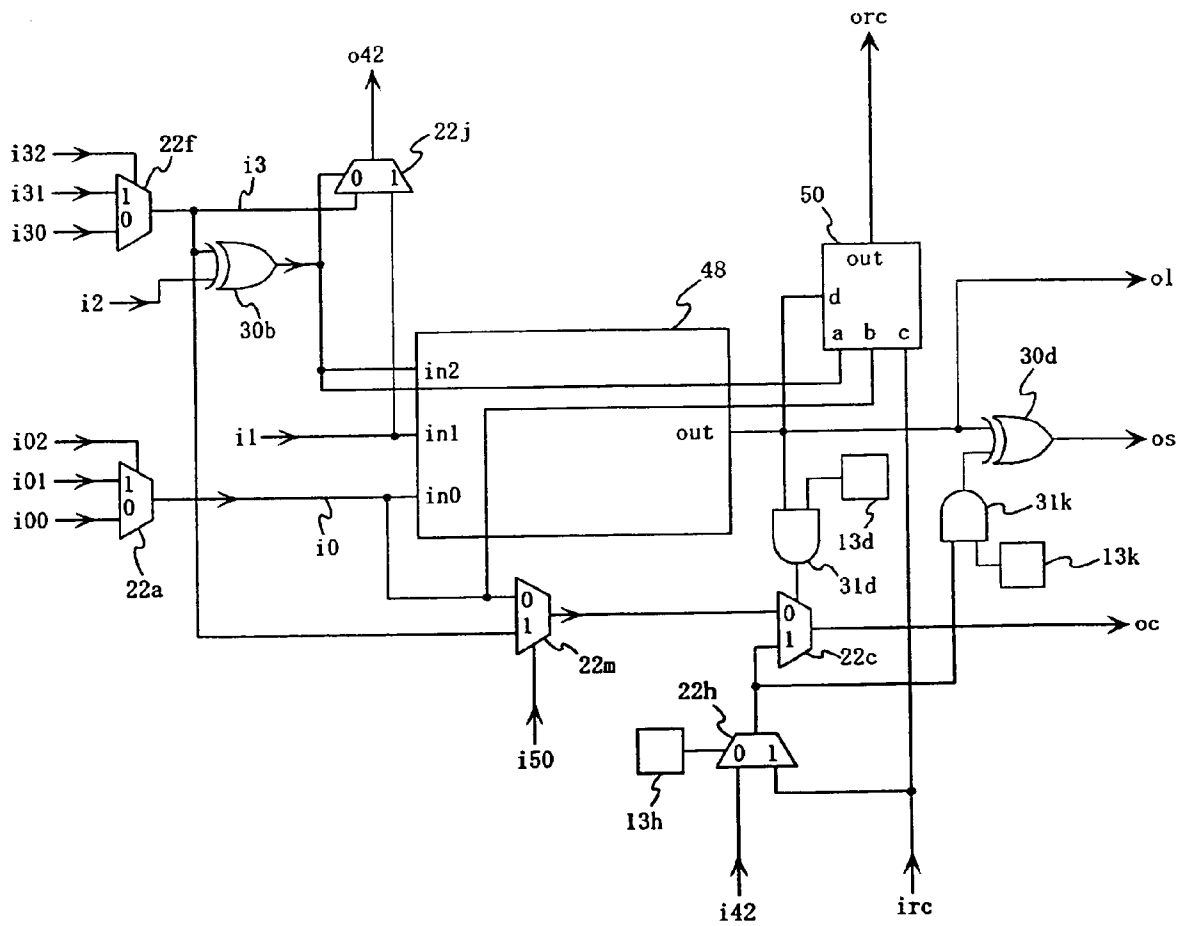 orc
o42
22j
22f
i32
i31
i30
1
0
i3
0 1
50
out
d
a b c
i2
30b
48
ol
30d
in2
in1
in0
out
os
i1
i02
i01
i00
1
0
22a
i0
13d
31d
31k
13k
0
1
22m
i50
0
1
22c
oc
22h
0 1
13h
i42
irc